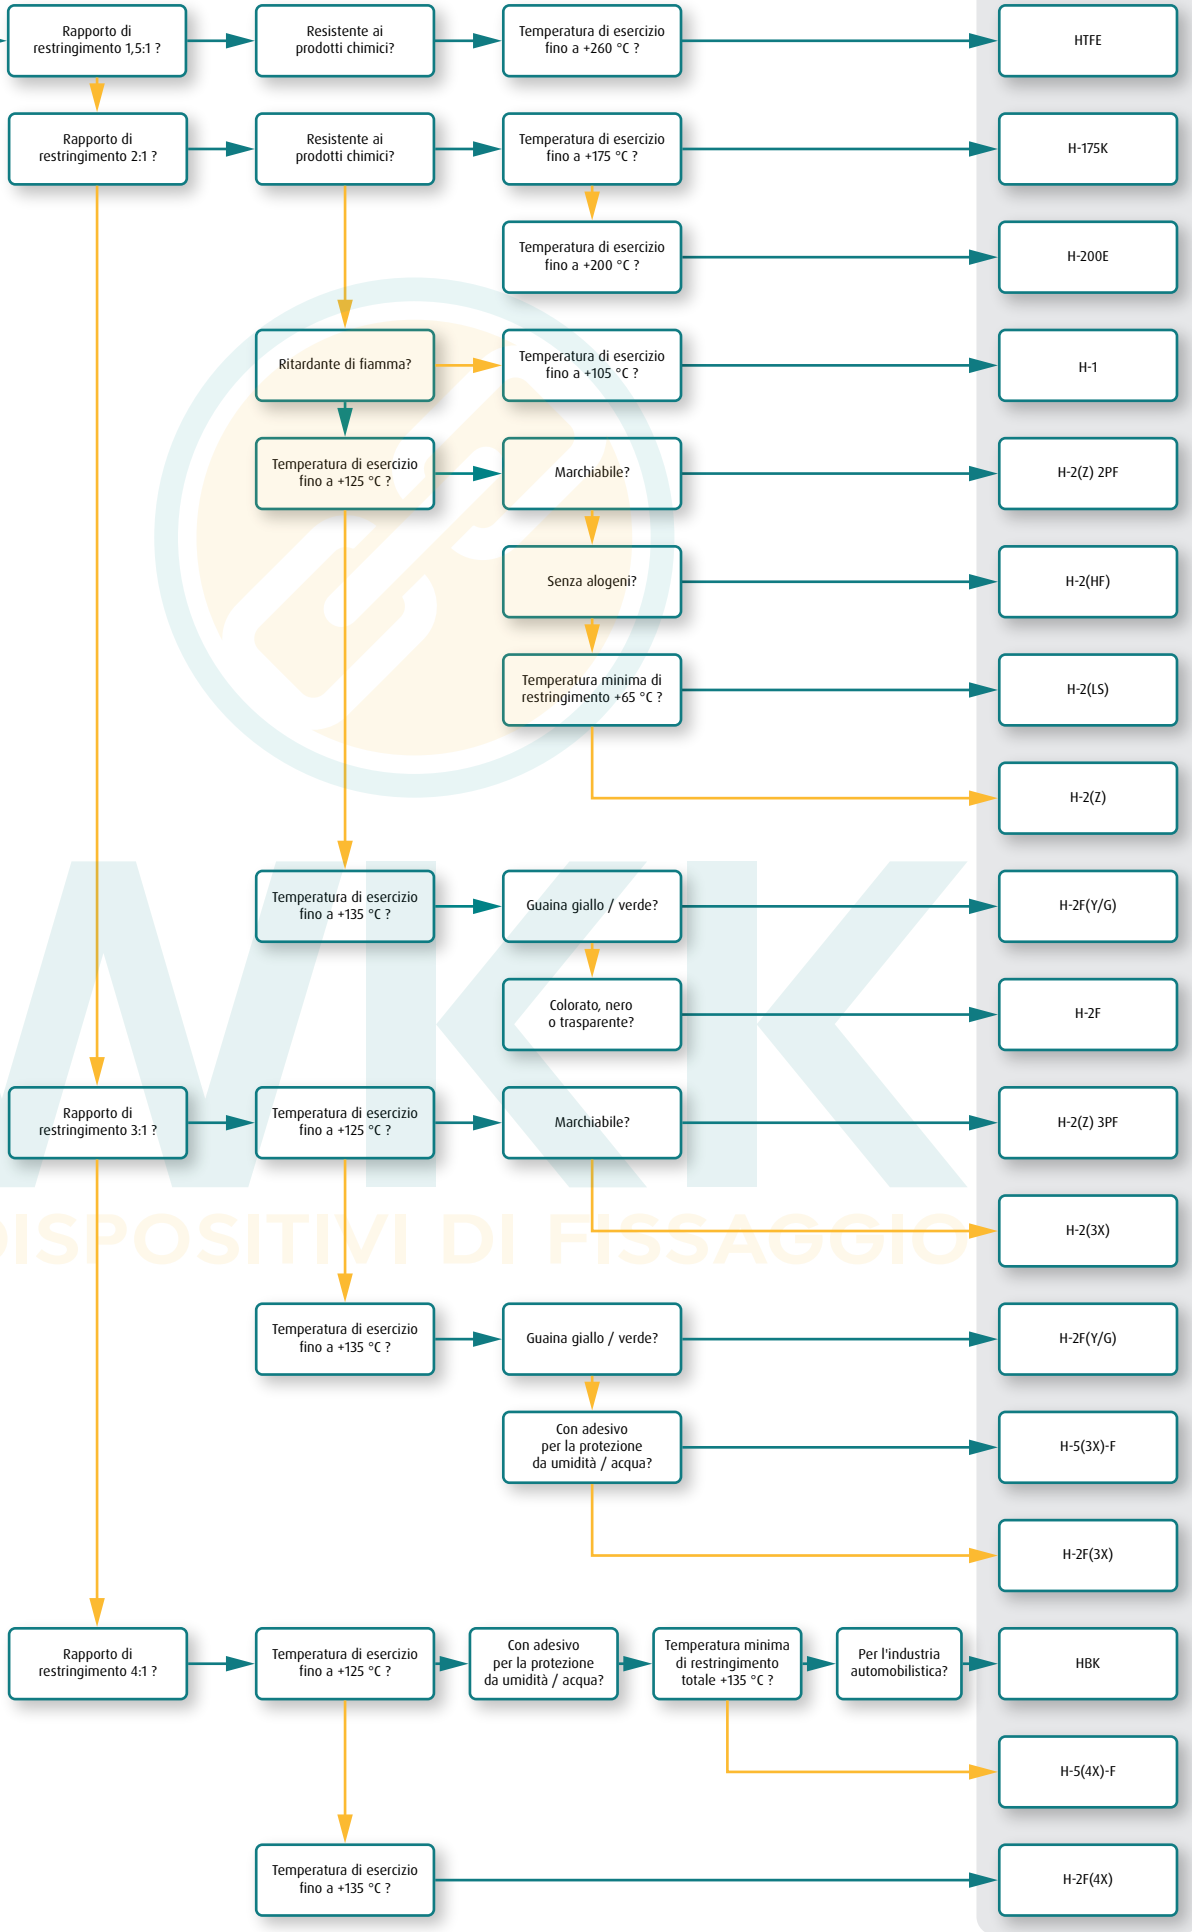 Rapporto di
restringimento 1,5:1 ?
Resistente ai
prodotti chimici?
Temperatura di esercizio
fino a +260 °C ?
HTFE
Rapporto di
restringimento 2:1 ?
Resistente ai
prodotti chimici?
Temperatura di esercizio
fino a +175 °C ?
H-175K
Temperatura di esercizio
fino a +200 °C ?
H-200E
Ritardante di fiamma?
Temperatura di esercizio
fino a +105 °C ?
H-1
Temperatura di esercizio
fino a +125 °C ?
Marchiabile?
H-2(Z) 2PF
Senza alogeni?
H-2(HF)
Temperatura minima di
restringimento +65 °C ?
H-2(LS)
H-2(Z)
Temperatura di esercizio
fino a +135 °C ?
Guaina giallo / verde?
H-2F(Y/G)
Colorato, nero
o trasparente?
H-2F
Rapporto di
restringimento 3:1 ?
Temperatura di esercizio
fino a +125 °C ?
Marchiabile?
H-2(Z) 3PF
H-2(3X)
DISPOSITIVI DI FISSAGGIO
Temperatura di esercizio
fino a +135 °C ?
Guaina giallo / verde?
H-2F(Y/G)
Con adesivo
per la protezione
da umidità / acqua?
H-5(3X)-F
H-2F(3X)
Rapporto di
restringimento 4:1 ?
Temperatura di esercizio
fino a +125 °C ?
Con adesivo
per la protezione
da umidità / acqua?
Temperatura minima
di restringimento
totale +135 °C ?
Per l'industria
automobilistica?
HBK
H-5(4X)-F
Temperatura di esercizio
fino a +135 °C ?
H-2F(4X)